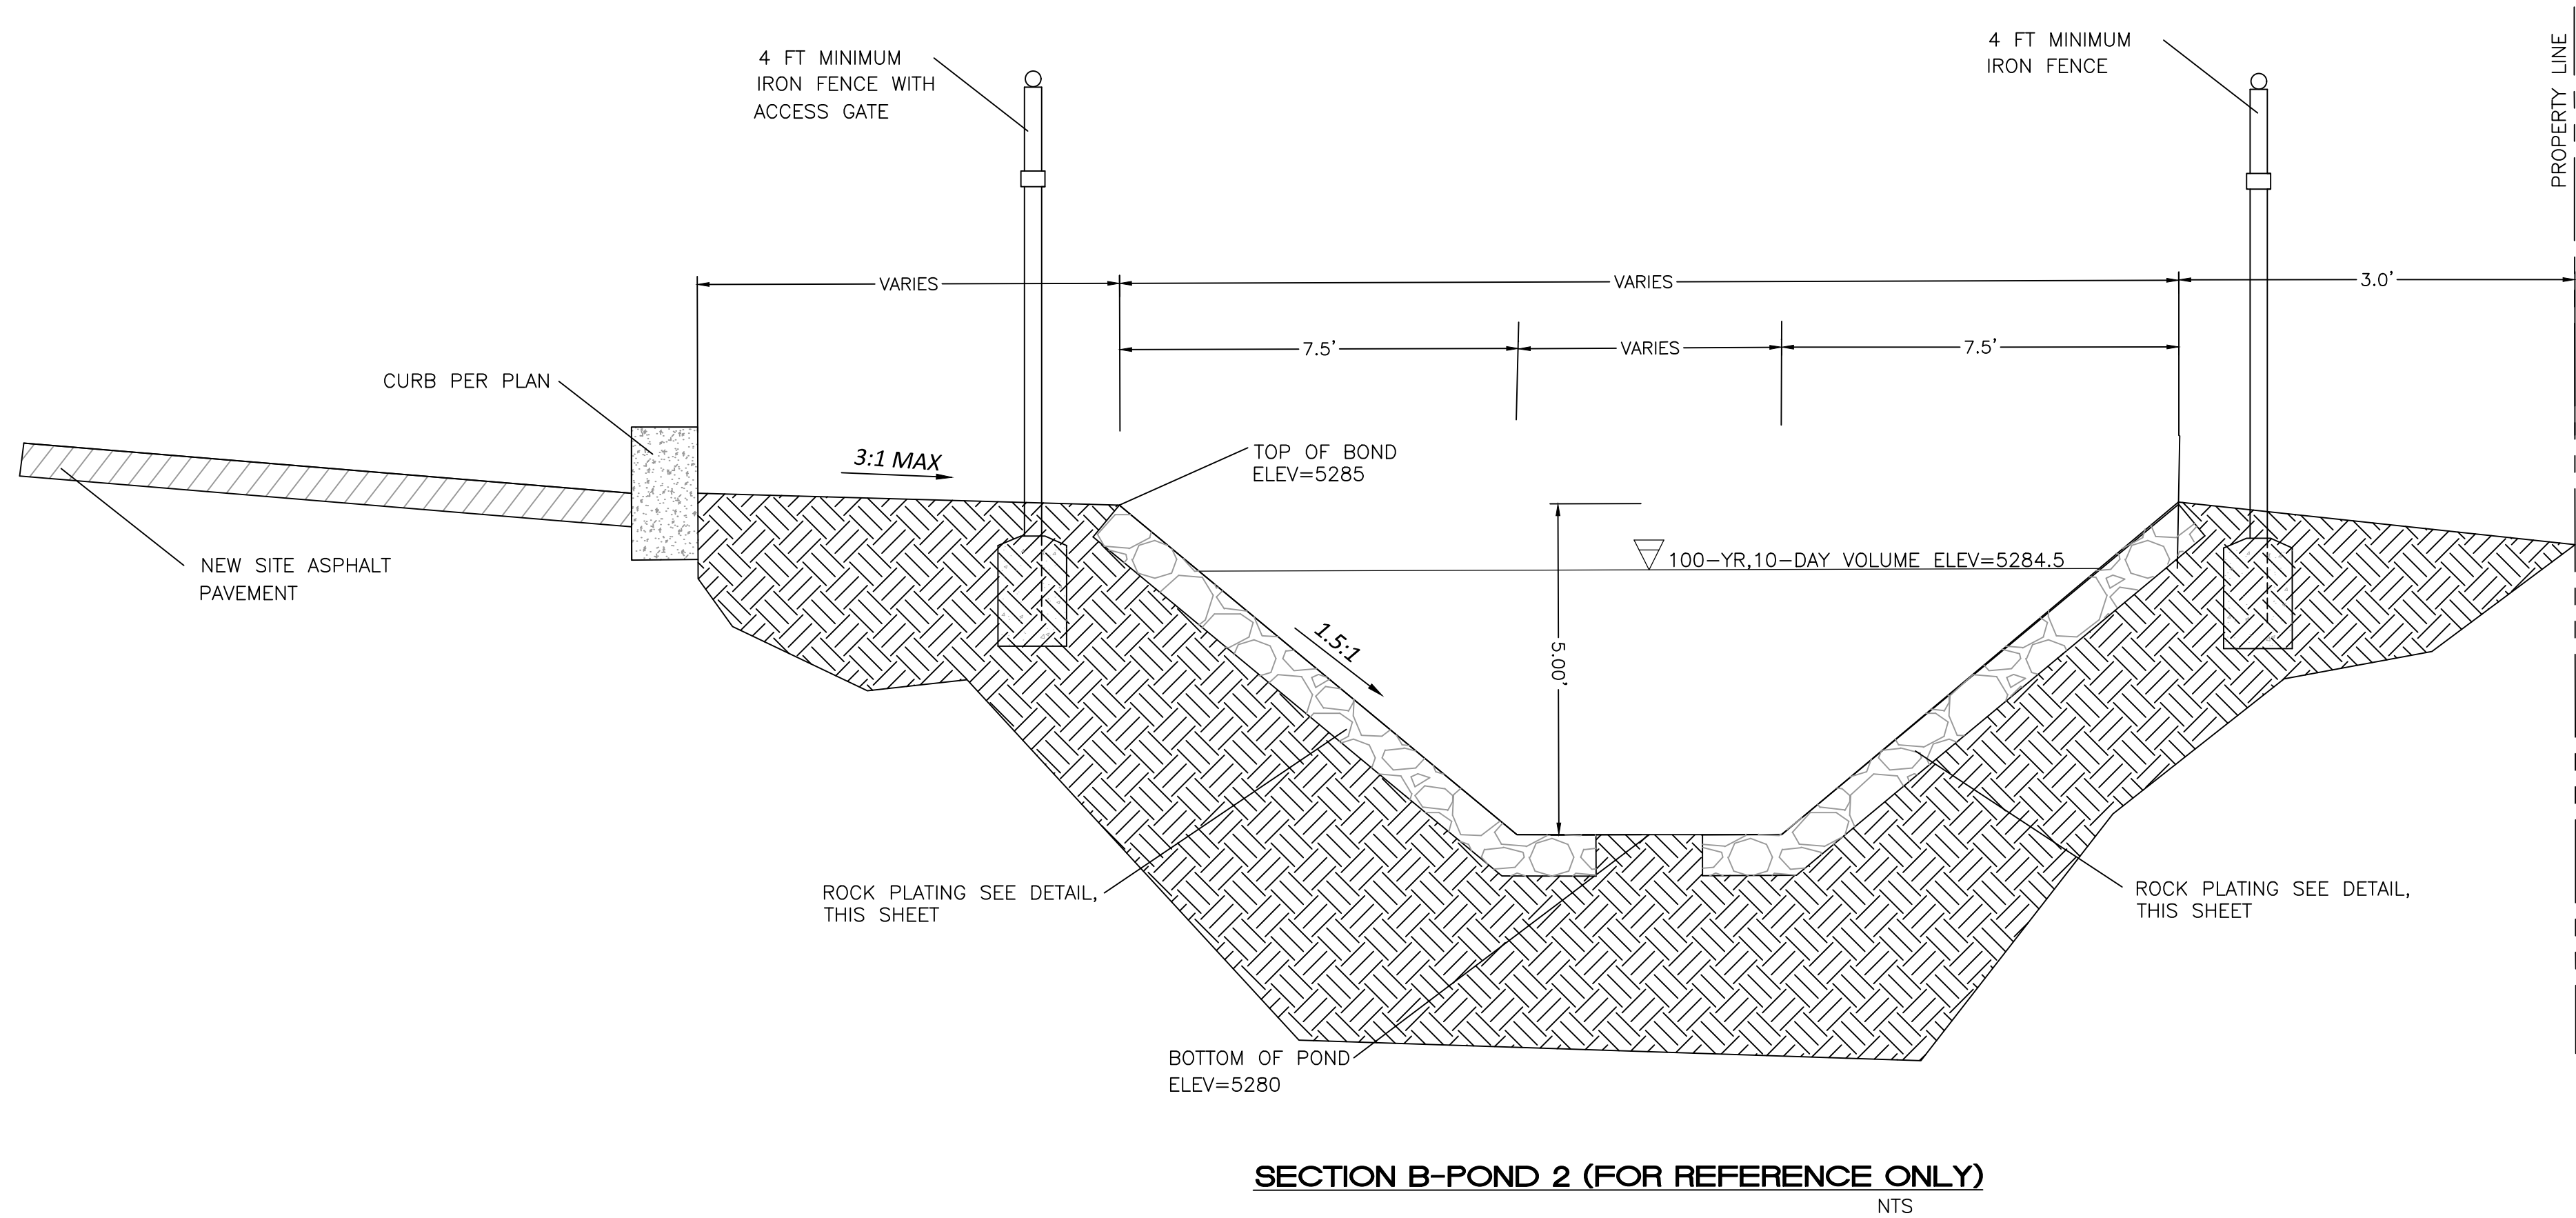 4 FT MINIMUM
IRON FENCE WITH
ACCESS GATE
4 FT MINIMUM
IRON FENCE
PROPERTY LINE
VARIES
VARIES
3.0'
7.5'
VARIES
7.5'
CURB PER PLAN
3:1 MAX
TOP OF BOND
ELEV=5285
NEW SITE ASPHALT
PAVEMENT
100-YR,10-DAY VOLUME ELEV=5284.5
1.5:1
5.00'
ROCK PLATING SEE DETAIL,
THIS SHEET
ROCK PLATING SEE DETAIL,
THIS SHEET
BOTTOM OF POND
ELEV=5280
SECTION B-POND 2 (FOR REFERENCE ONLY)
NTS